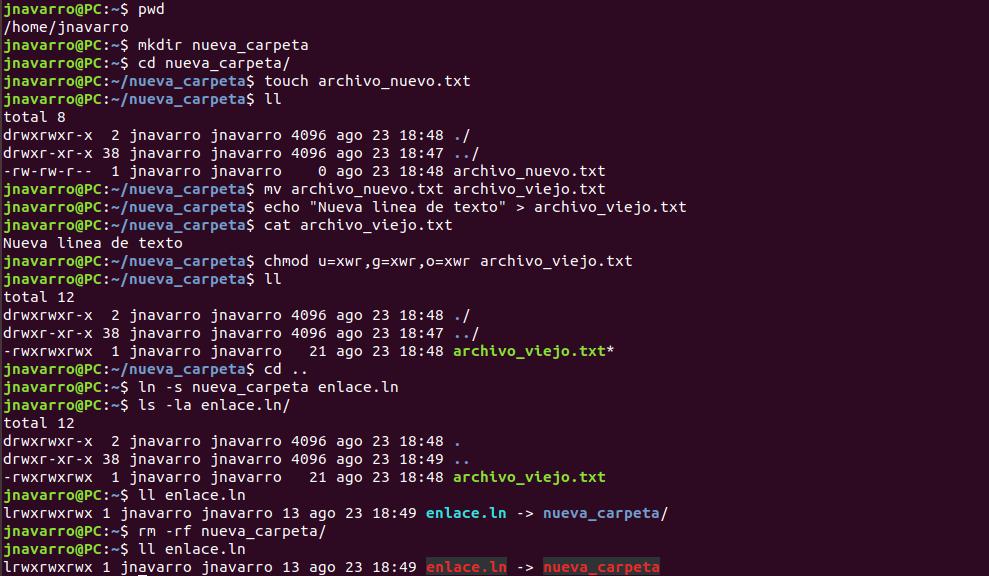 jnavarro@PC:~$ pwd
/home/jnavarro
jnavarro@PC:~$ mkdir nueva_carpeta
jnavarro@PC:~$ cd nueva_carpeta/
jnavarro@PC:~/nueva_carpeta$ touch archivo_nuevo.txt
jnavarro@PC:~/nueva_carpeta$ ll
total 8
drwxrwxr-x  2 jnavarro jnavarro 4096 ago 23 18:48 ./
drwxr-xr-x 38 jnavarro jnavarro 4096 ago 23 18:47 ../
-rw-rw-r--  1 jnavarro jnavarro    0 ago 23 18:48 archivo_nuevo.txt
jnavarro@PC:~/nueva_carpeta$ mv archivo_nuevo.txt archivo_viejo.txt
jnavarro@PC:~/nueva_carpeta$ echo "Nueva linea de texto" > archivo_viejo.txt
jnavarro@PC:~/nueva_carpeta$ cat archivo_viejo.txt
Nueva linea de texto
jnavarro@PC:~/nueva_carpeta$ chmod u=xwr,g=xwr,o=xwr archivo_viejo.txt
jnavarro@PC:~/nueva_carpeta$ ll
total 12
drwxrwxr-x  2 jnavarro jnavarro 4096 ago 23 18:48 ./
drwxr-xr-x 38 jnavarro jnavarro 4096 ago 23 18:47 ../
-rwxrwxrwx  1 jnavarro jnavarro   21 ago 23 18:48 archivo_viejo.txt*
jnavarro@PC:~/nueva_carpeta$ cd ..
jnavarro@PC:~$ ln -s nueva_carpeta enlace.ln
jnavarro@PC:~$ ls -la enlace.ln/
total 12
drwxrwxr-x  2 jnavarro jnavarro 4096 ago 23 18:48 .
drwxr-xr-x 38 jnavarro jnavarro 4096 ago 23 18:49 ..
-rwxrwxrwx  1 jnavarro jnavarro   21 ago 23 18:48 archivo_viejo.txt
jnavarro@PC:~$ ll enlace.ln
lrwxrwxrwx 1 jnavarro jnavarro 13 ago 23 18:49 enlace.ln -> nueva_carpeta/
jnavarro@PC:~$ rm -rf nueva_carpeta/
jnavarro@PC:~$ ll enlace.ln
lrwxrwxrwx 1 jnavarro jnavarro 13 ago 23 18:49 enlace.ln -> nueva_carpeta